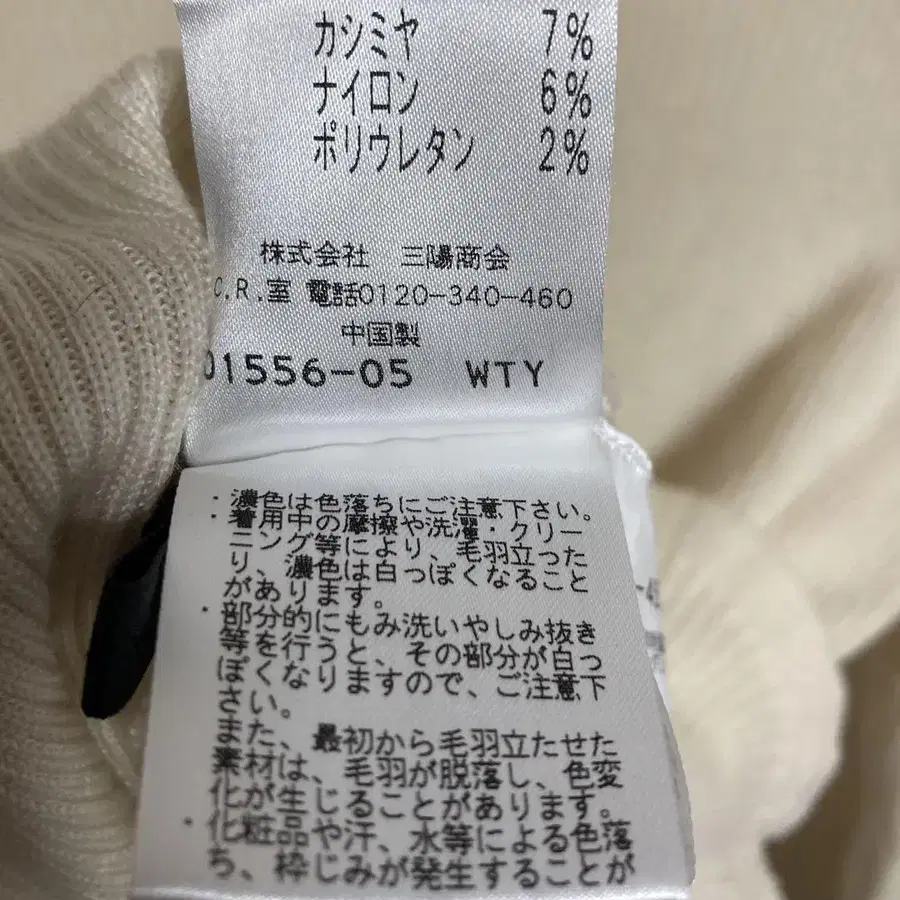 カシミヤ 7%
ナイロン 6%
ポリウレタン 2%
株式会社 三陽商会
C.R.室 電話0120-340-460
中国製
01556-05 WTY
・濃色は色落ちにご注意下さい。
・着用中の摩擦や洗濯・クリー
ニング等により、毛羽立った
り、濃色は白っぽくなること
があります。
・部分的にもみ洗いやしみ抜き
等を行うと、その部分が白っ
ぽくなりますので、ご注意下
さい。
また、最初から毛羽立たせた
素材は、毛羽が脱落し、色変
化が生じることがあります。
・化粧品や汗、水等による色落
ち、枠じみが発生することが